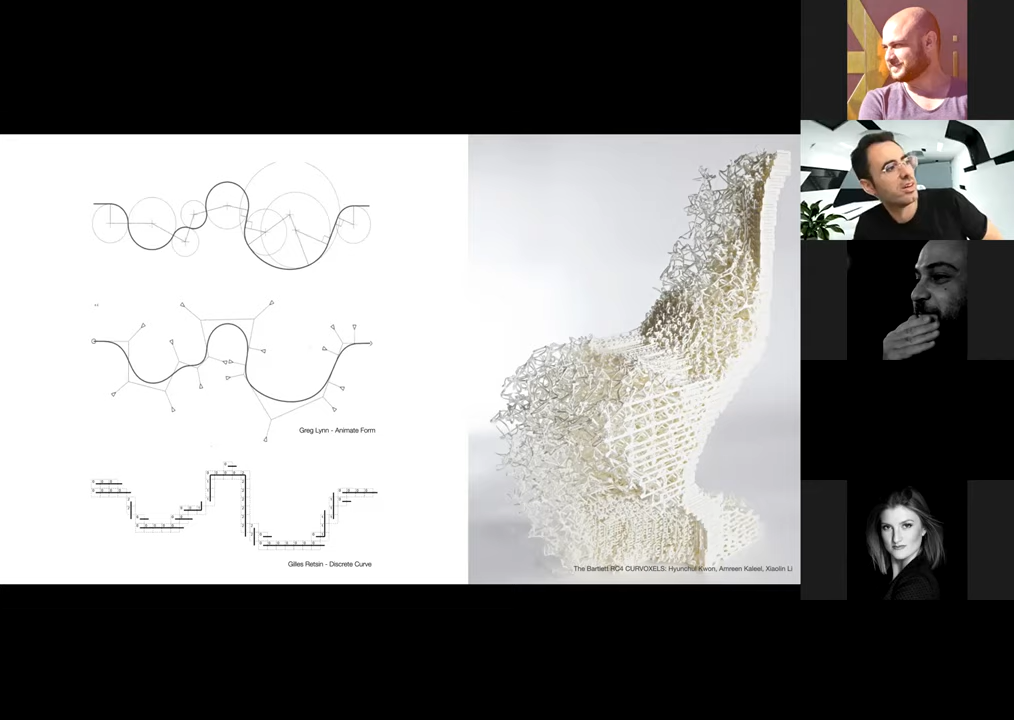 Greg Lynn - Animate Form
Gilles Retsin - Discrete Curve
The Bartlett RC4 CURVOXELS: Hyunchul Kwon, Amreen Kaleel, Xiaolin Li